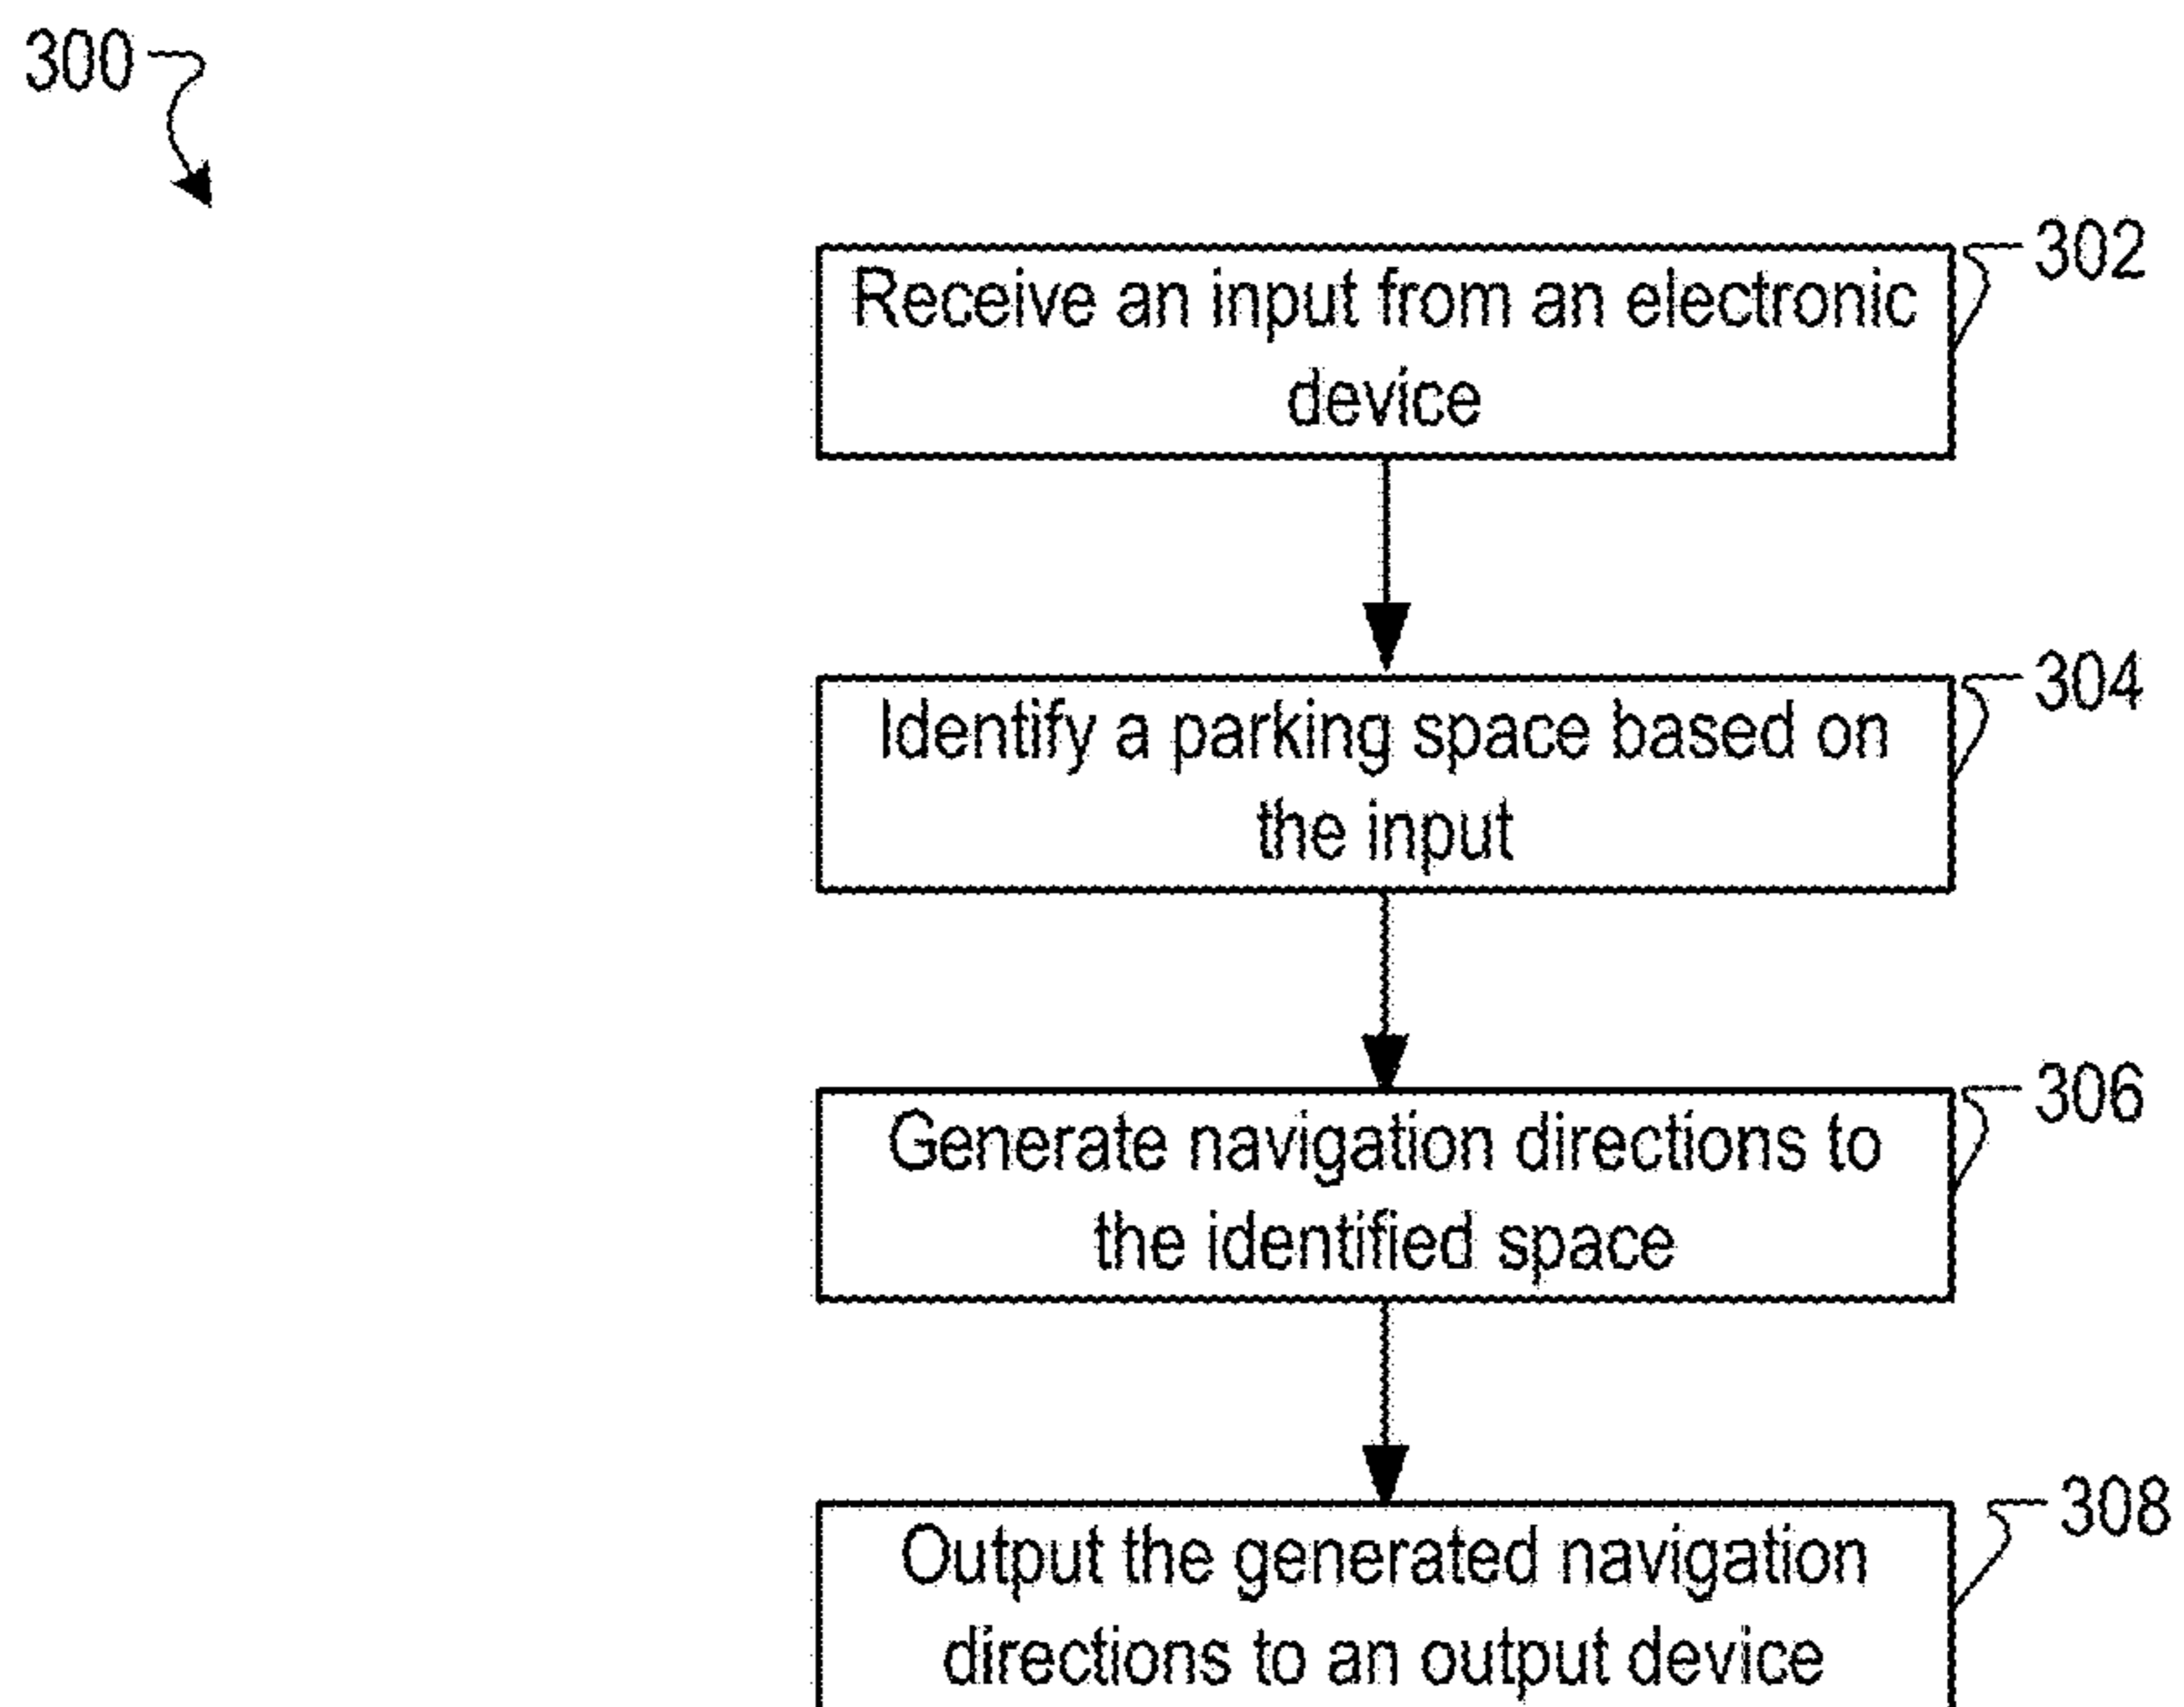 300
302
Receive an input from an electronic
device
304
Identify a parking space based on
the input
306
Generate navigation directions to
the identified space
308
Output the generated navigation
directions to an output device